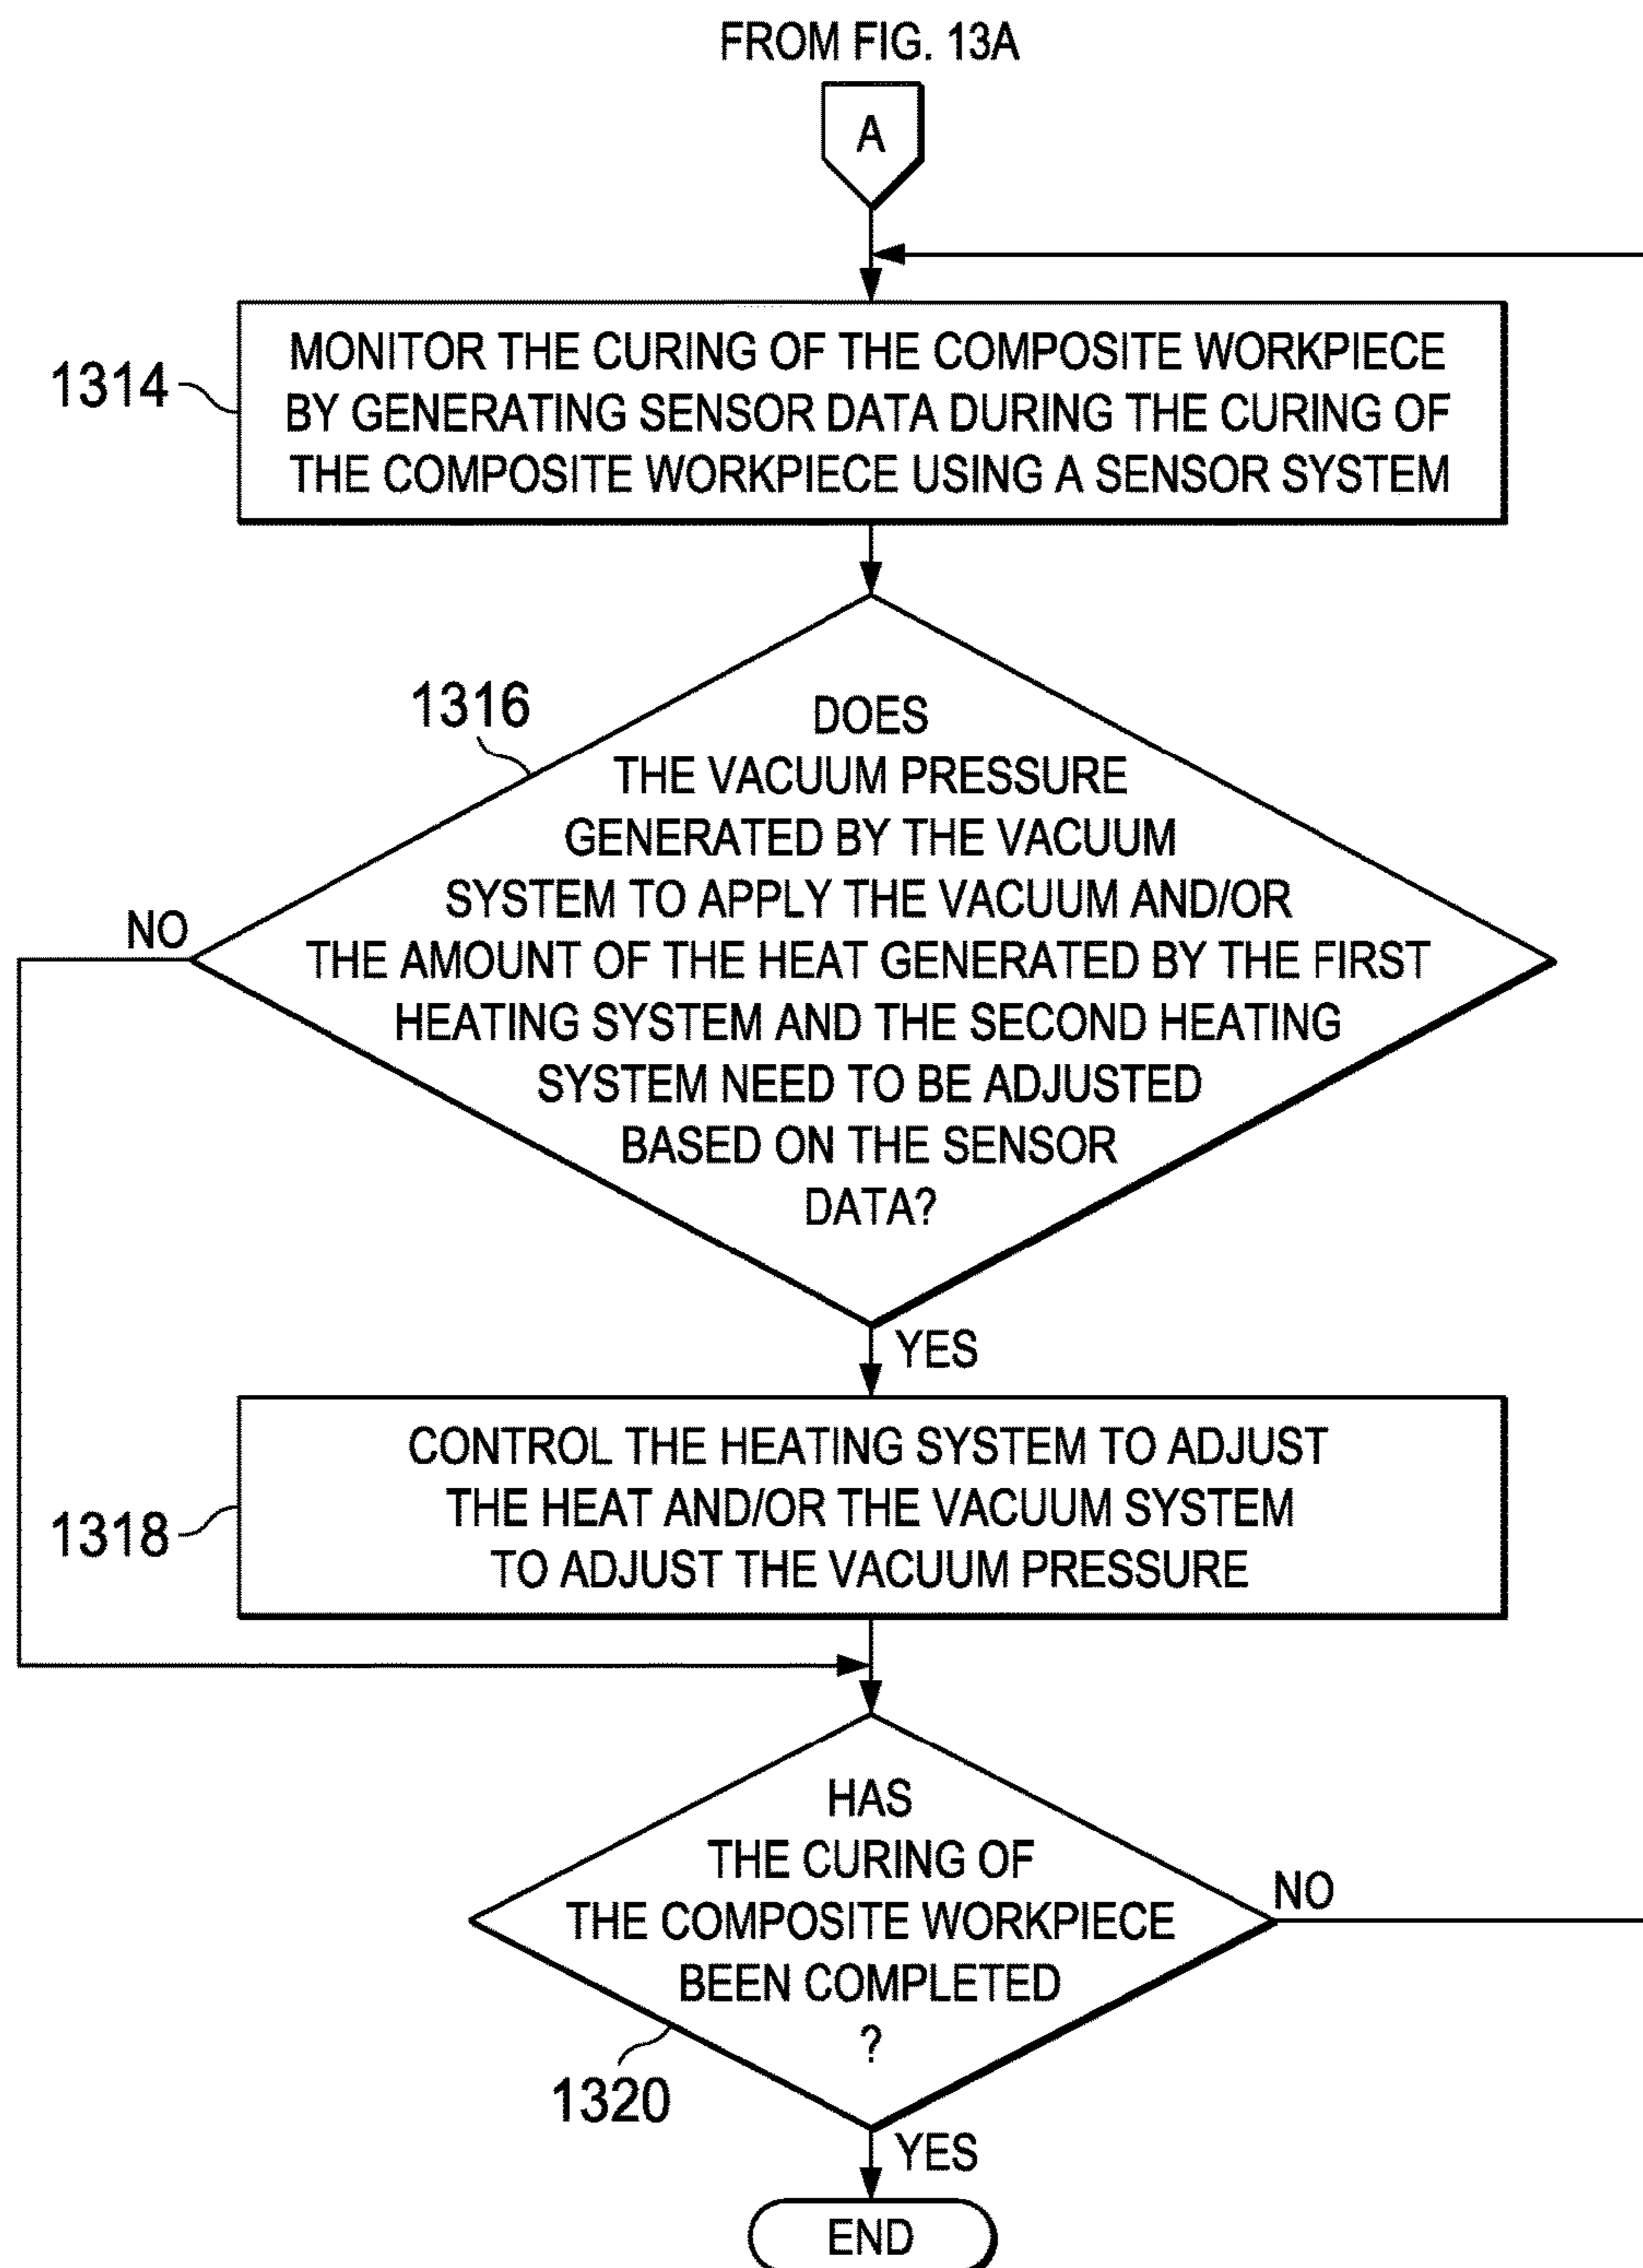 FROM FIG. 13A
A
1314
MONITOR THE CURING OF THE COMPOSITE WORKPIECE
BY GENERATING SENSOR DATA DURING THE CURING OF
THE COMPOSITE WORKPIECE USING A SENSOR SYSTEM
1316
DOES
THE VACUUM PRESSURE
GENERATED BY THE VACUUM
SYSTEM TO APPLY THE VACUUM AND/OR
THE AMOUNT OF THE HEAT GENERATED BY THE FIRST
HEATING SYSTEM AND THE SECOND HEATING
SYSTEM NEED TO BE ADJUSTED
BASED ON THE SENSOR
DATA?
NO
YES
1318
CONTROL THE HEATING SYSTEM TO ADJUST
THE HEAT AND/OR THE VACUUM SYSTEM
TO ADJUST THE VACUUM PRESSURE
HAS
THE CURING OF
THE COMPOSITE WORKPIECE
BEEN COMPLETED
?
NO
1320
YES
END